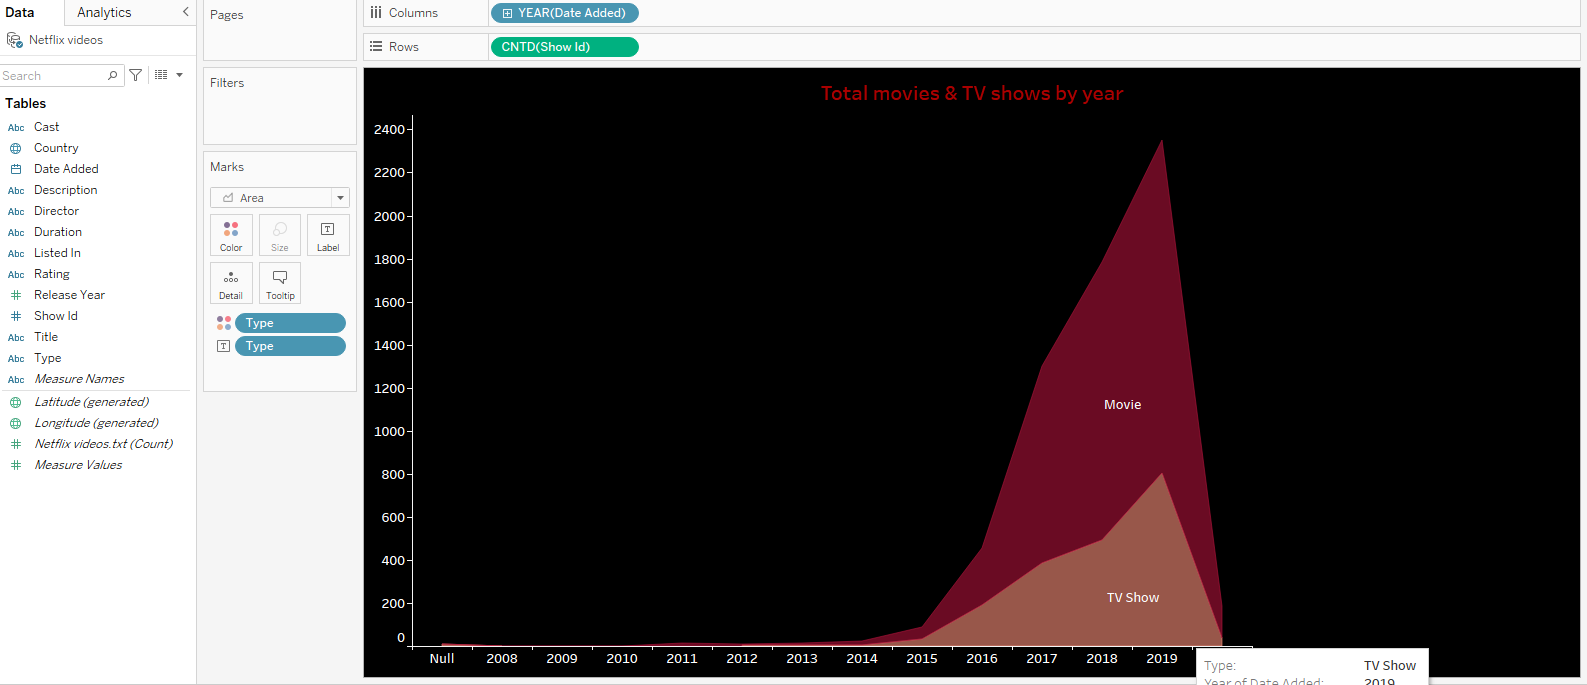 Data
Analytics
Netflix videos
Search
Tables
Abc Cast
Country
Date Added
Abc Description
Abc Director
Abc Duration
Abc Listed In
Abc Rating
Release Year
Show Id
Abc Title
Abc Type
Abc Measure Names
Latitude (generated)
Longitude (generated)
Netflix videos.txt (Count)
Measure Values
Pages
Filters
Marks
Area
Color
Size
T
Label
Detail
Tooltip
Type
T Type
Columns
YEAR(Date Added)
Rows
CNTD(Show Id)
Total movies & TV shows by year
2400
2200
2000
1800
1600
1400
1200
1000
800
600
400
200
0
Movie
TV Show
Null 2008 2009 2010 2011 2012 2013 2014 2015 2016 2017 2018 2019
Type: TV Show
Year of Date Added: 2019